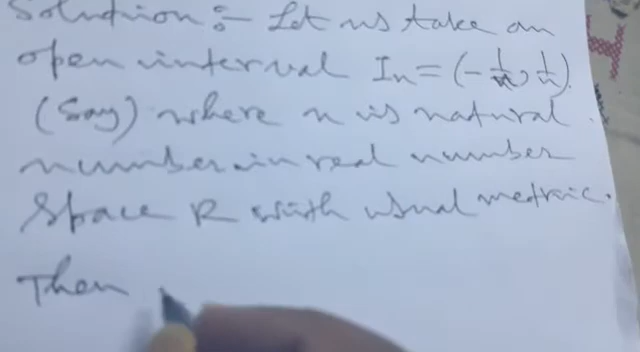 Solution :- Let us take an
open interval In = (-1/n, 1/n).
(Say) where n is natural
number in real number
space R with usual metric.
Then